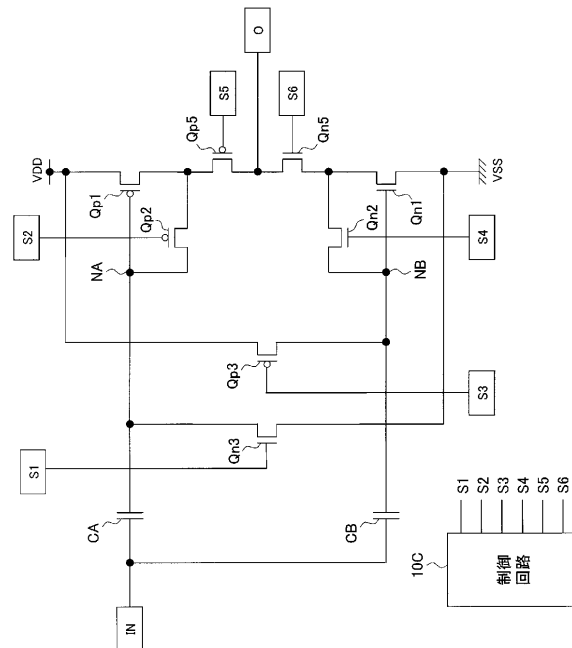 VDD
S2
Qp1
Qp2
Qp5
S5
O
S6
Qn5
Qn2
Qn1
S4
VSS
NA
NB
Qp3
S3
S1
Qn3
CA
CB
IN
10C
制御
回路
S1
S2
S3
S4
S5
S6